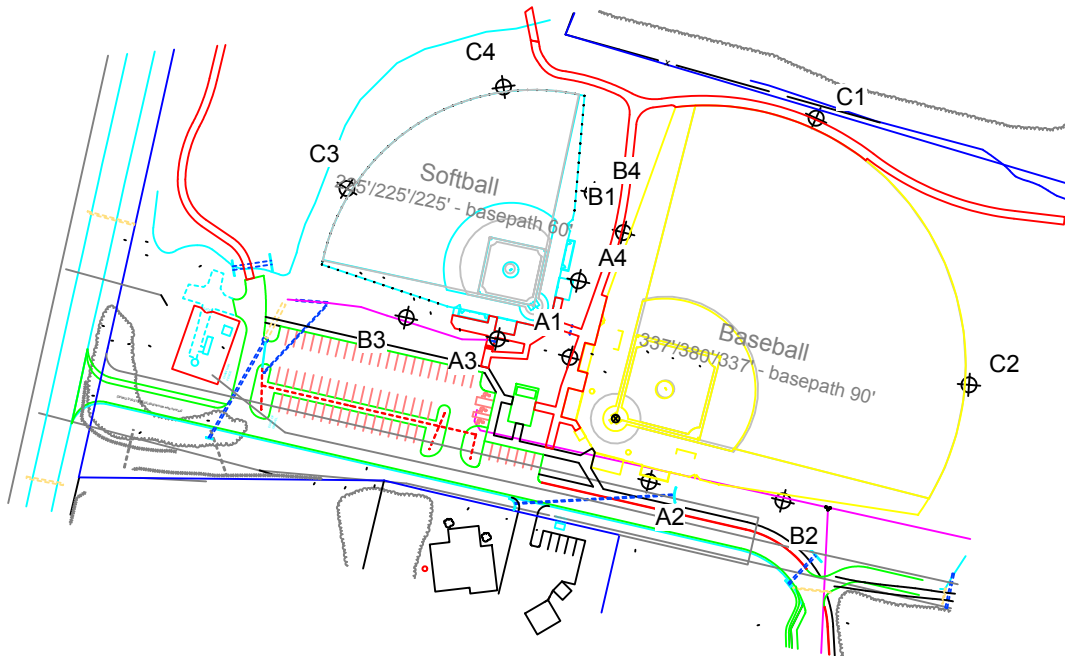 C4
C1
C3
Softball
225'/225' - basepath 60'
B4
B1
A4
A1
B3
A3
Baseball
337'/380'/337' - basepath 90'
C2
A2
B2